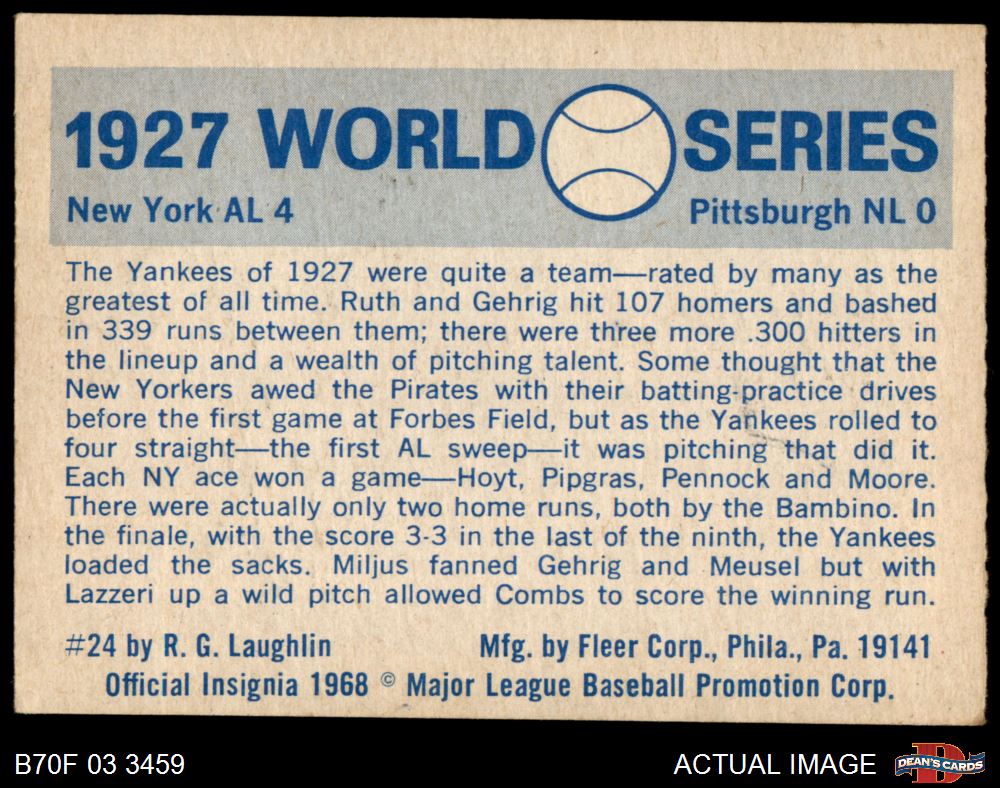 1927 WORLD SERIES
New York AL 4 Pittsburgh NL 0
The Yankees of 1927 were quite a team—rated by many as the
greatest of all time. Ruth and Gehrig hit 107 homers and bashed
in 339 runs between them; there were three more .300 hitters in
the lineup and a wealth of pitching talent. Some thought that the
New Yorkers awed the Pirates with their batting-practice drives
before the first game at Forbes Field, but as the Yankees rolled to
four straight—the first AL sweep—it was pitching that did it.
Each NY ace won a game—Hoyt, Pipgras, Pennock and Moore.
There were actually only two home runs, both by the Bambino. In
the finale, with the score 3-3 in the last of the ninth, the Yankees
loaded the sacks. Miljus fanned Gehrig and Meusel but with
Lazzeri up a wild pitch allowed Combs to score the winning run.
#24 by R. G. Laughlin Mfg. by Fleer Corp., Phila., Pa. 19141
Official Insignia 1968 © Major League Baseball Promotion Corp.
B70F 03 3459 ACTUAL IMAGE DEAN'S CARDS